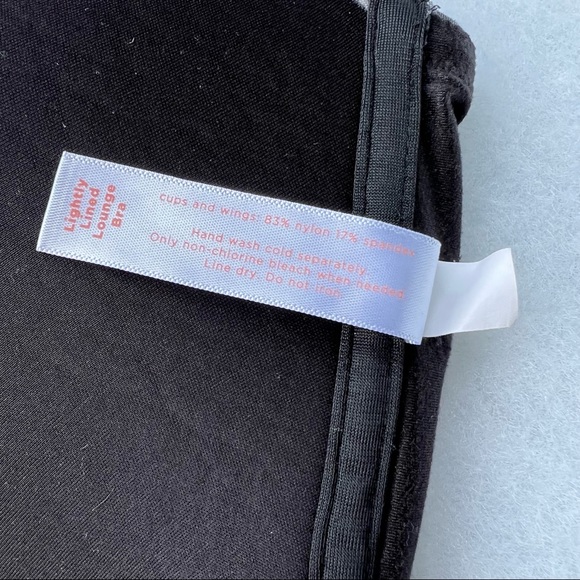 Lightly
Lined
Lounge
Bra
cups and wings: 83% nylon 17% spandex
Hand wash cold separately.
Only non-chlorine bleach when needed.
Line dry. Do not iron.